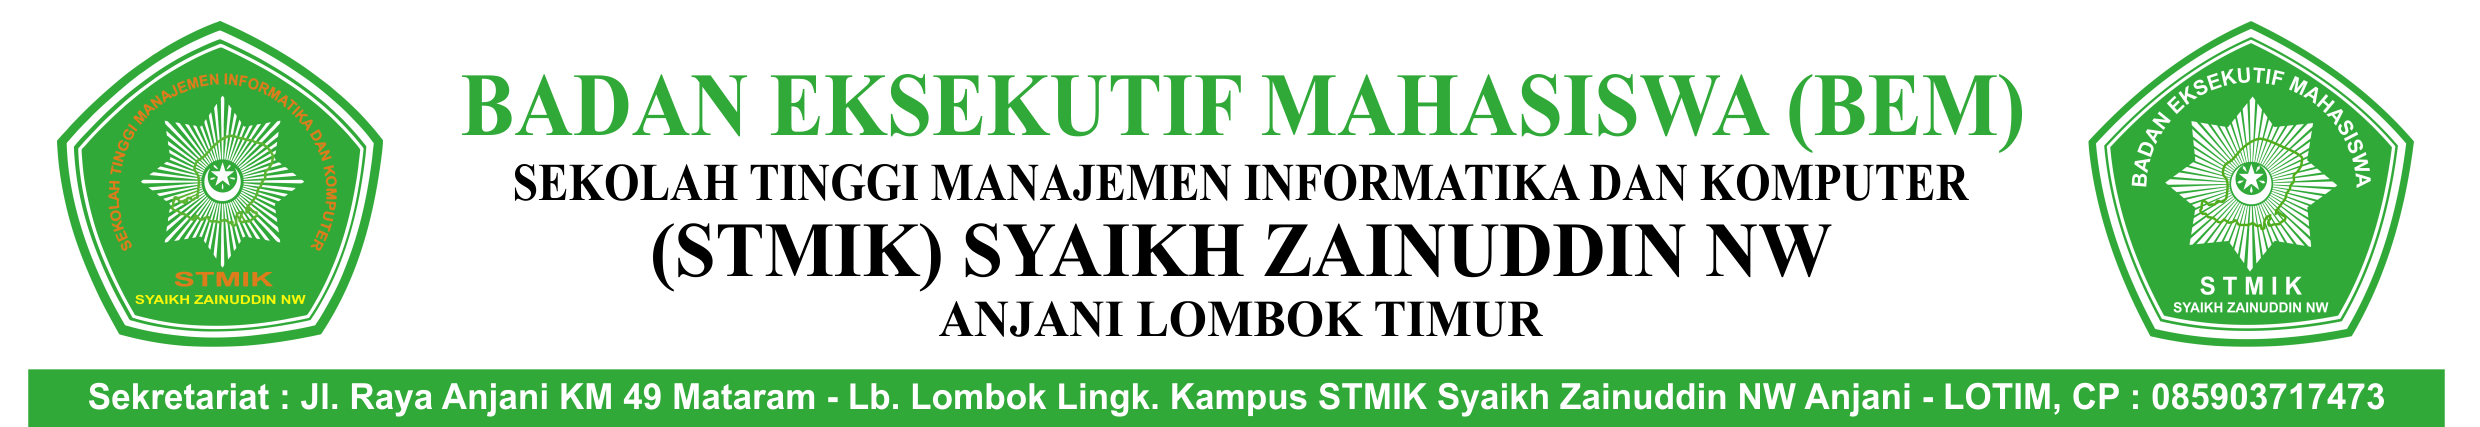 SEKOLAH TINGGI MANAJEMEN INFORMATIKA DAN KOMPUTER
STMIK
SYAIKH ZAINUDDIN NW
BADAN EKSEKUTIF MAHASISWA (BEM)
SEKOLAH TINGGI MANAJEMEN INFORMATIKA DAN KOMPUTER
(STMIK) SYAIKH ZAINUDDIN NW
ANJANI LOMBOK TIMUR
BADAN EKSEKUTIF MAHASISWA
STMIK
SYAIKH ZAINUDDIN NW
Sekretariat : Jl. Raya Anjani KM 49 Mataram - Lb. Lombok Lingk. Kampus STMIK Syaikh Zainuddin NW Anjani - LOTIM, CP : 085903717473